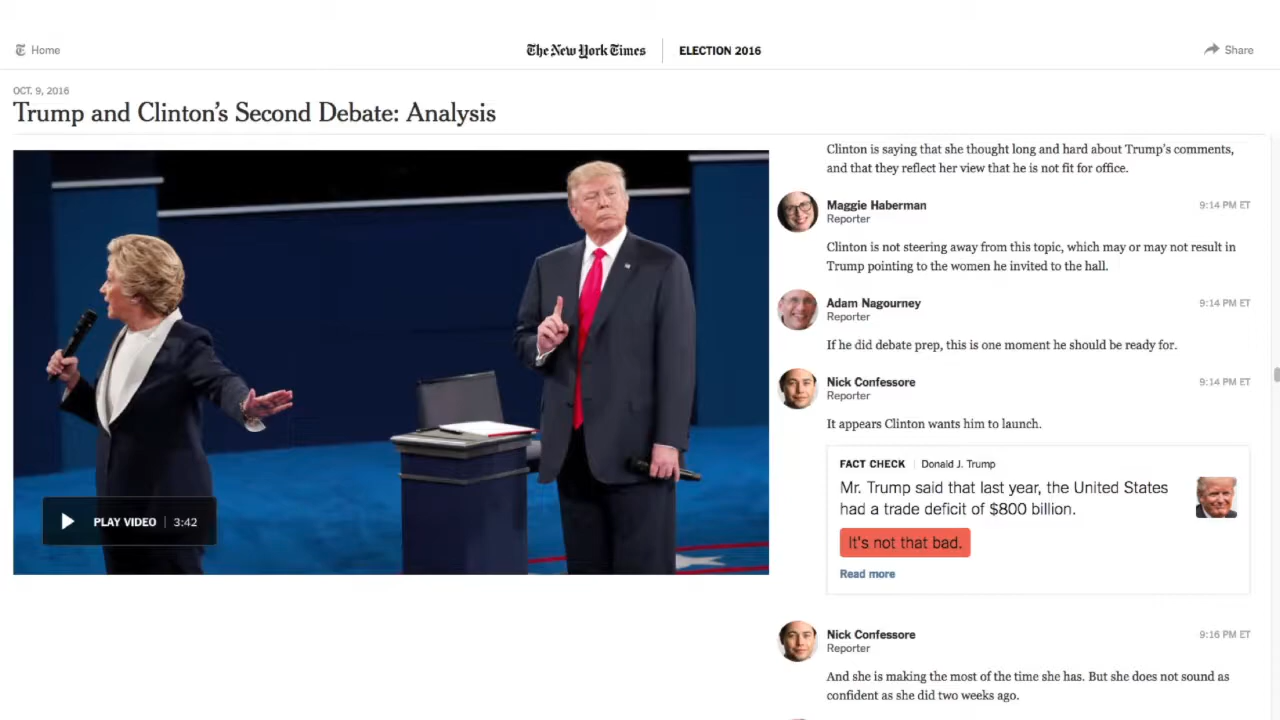 Home
The New York Times
ELECTION 2016
Share
OCT. 9, 2016
Trump and Clinton's Second Debate: Analysis
PLAY VIDEO | 3:42
Clinton is saying that she thought long and hard about Trump's comments,
and that they reflect her view that he is not fit for office.
Maggie Haberman 9:14 PM ET
Reporter
Clinton is not steering away from this topic, which may or may not result in
Trump pointing to the women he invited to the hall.
Adam Nagourney 9:14 PM ET
Reporter
If he did debate prep, this is one moment he should be ready for.
Nick Confessore 9:14 PM ET
Reporter
It appears Clinton wants him to launch.
FACT CHECK | Donald J. Trump
Mr. Trump said that last year, the United States
had a trade deficit of $800 billion.
It's not that bad.
Read more
Nick Confessore 9:16 PM ET
Reporter
And she is making the most of the time she has. But she does not sound as
confident as she did two weeks ago.